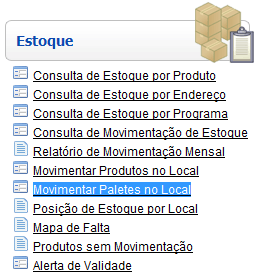 Estoque
Consulta de Estoque por Produto
Consulta de Estoque por Endereço
Consulta de Estoque por Programa
Consulta de Movimentação de Estoque
Relatório de Movimentação Mensal
Movimentar Produtos no Local
Movimentar Paletes no Local
Posição de Estoque por Local
Mapa de Falta
Produtos sem Movimentação
Alerta de Validade